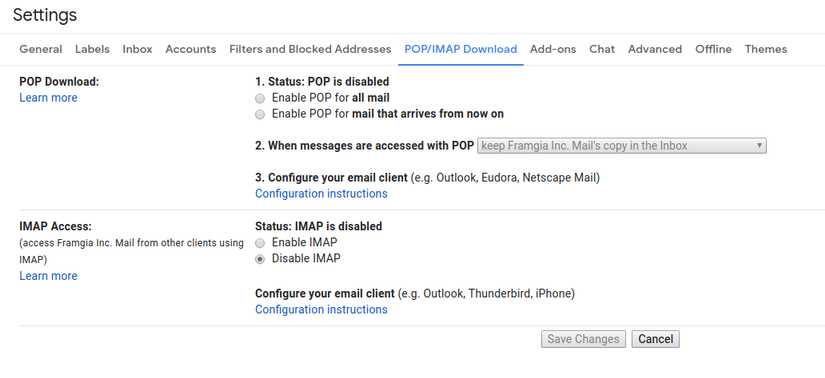 Settings
General Labels Inbox Accounts Filters and Blocked Addresses POP/IMAP Download Add-ons Chat Advanced Offline Themes
POP Download:
Learn more
1. Status: POP is disabled
Enable POP for all mail
Enable POP for mail that arrives from now on
2. When messages are accessed with POP keep Framgia Inc. Mail's copy in the Inbox
3. Configure your email client (e.g. Outlook, Eudora, Netscape Mail)
Configuration instructions
IMAP Access:
(access Framgia Inc. Mail from other clients using
IMAP)
Learn more
Status: IMAP is disabled
Enable IMAP
Disable IMAP
Configure your email client (e.g. Outlook, Thunderbird, iPhone)
Configuration instructions
Save Changes Cancel